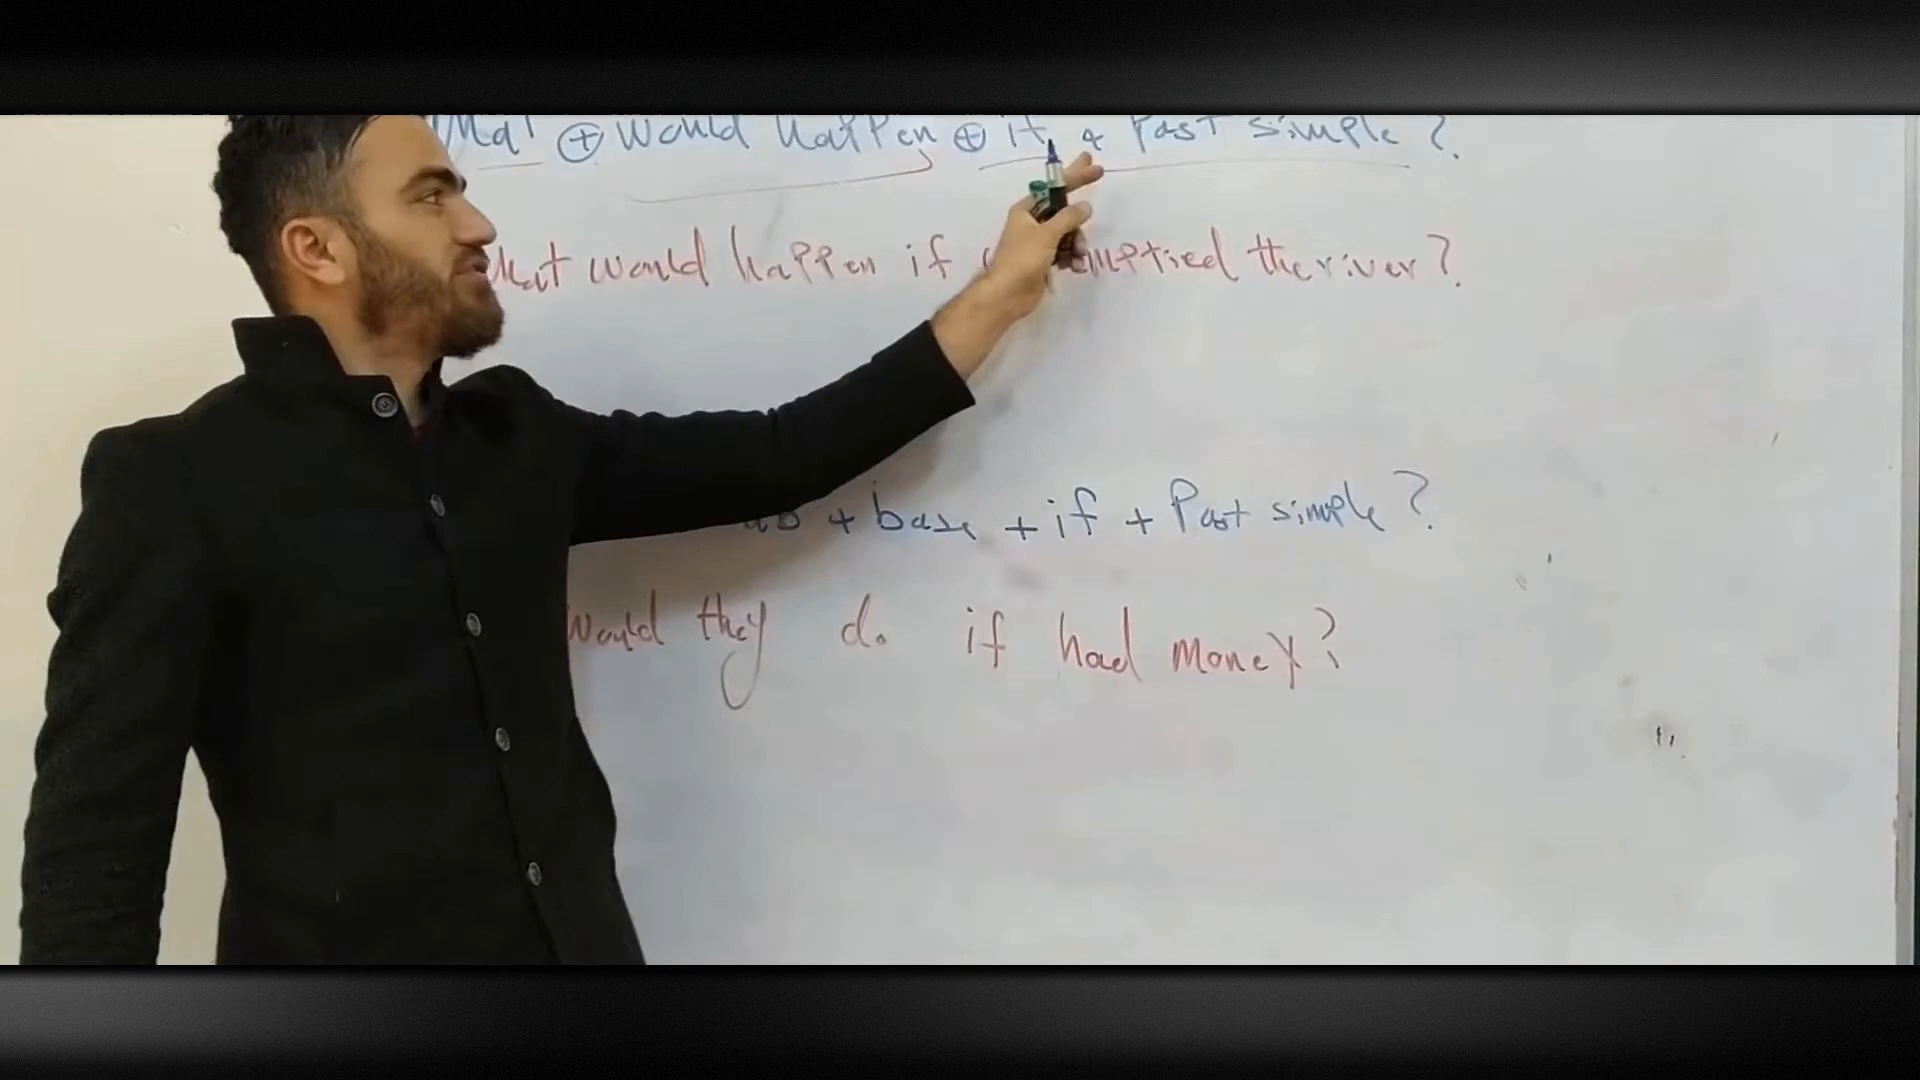 What ⊕ would happen ⊕ if + Past simple ?
What would happen if emptied the river ?
+ base + if + Past simple ?
would they do if had money ?